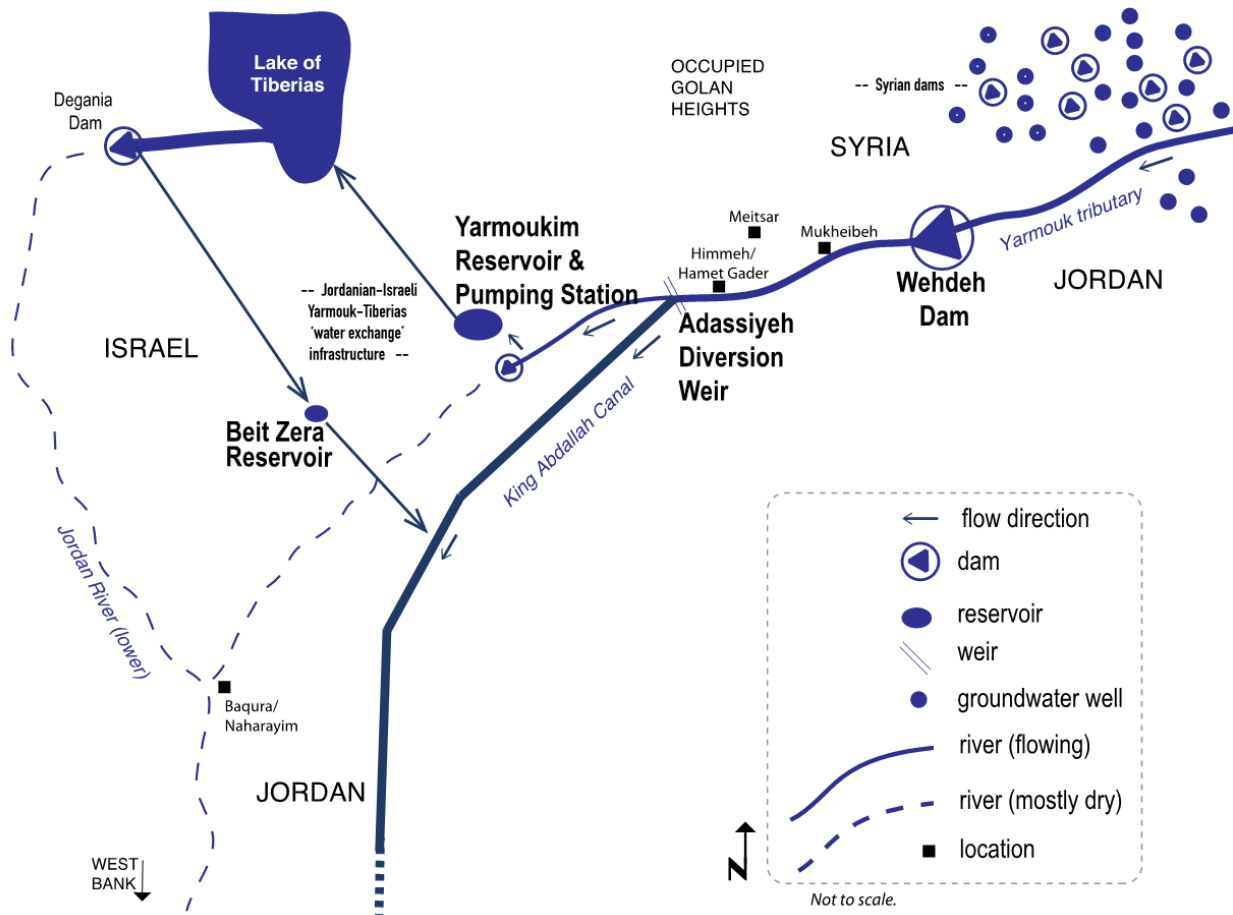 Lake of
Tiberias
Degania
Dam
OCCUPIED
GOLAN
HEIGHTS
-- Syrian dams --
SYRIA
Yarmouk tributary
JORDAN
Meitsar
Mukheibeh
Himmeh/
Hamet Gader
Wehdeh
Dam
Yarmoukim
Reservoir &
Pumping Station
-- Jordanian-Israeli
Yarmouk-Tiberias
'water exchange'
infrastructure --
ISRAEL
Adassiyeh
Diversion
Weir
Beit Zera
Reservoir
King Abdallah Canal
Jordan River (lower)
Baqura/
Naharayim
JORDAN
WEST
BANK
flow direction
dam
reservoir
weir
groundwater well
river (flowing)
river (mostly dry)
location
N
Not to scale.